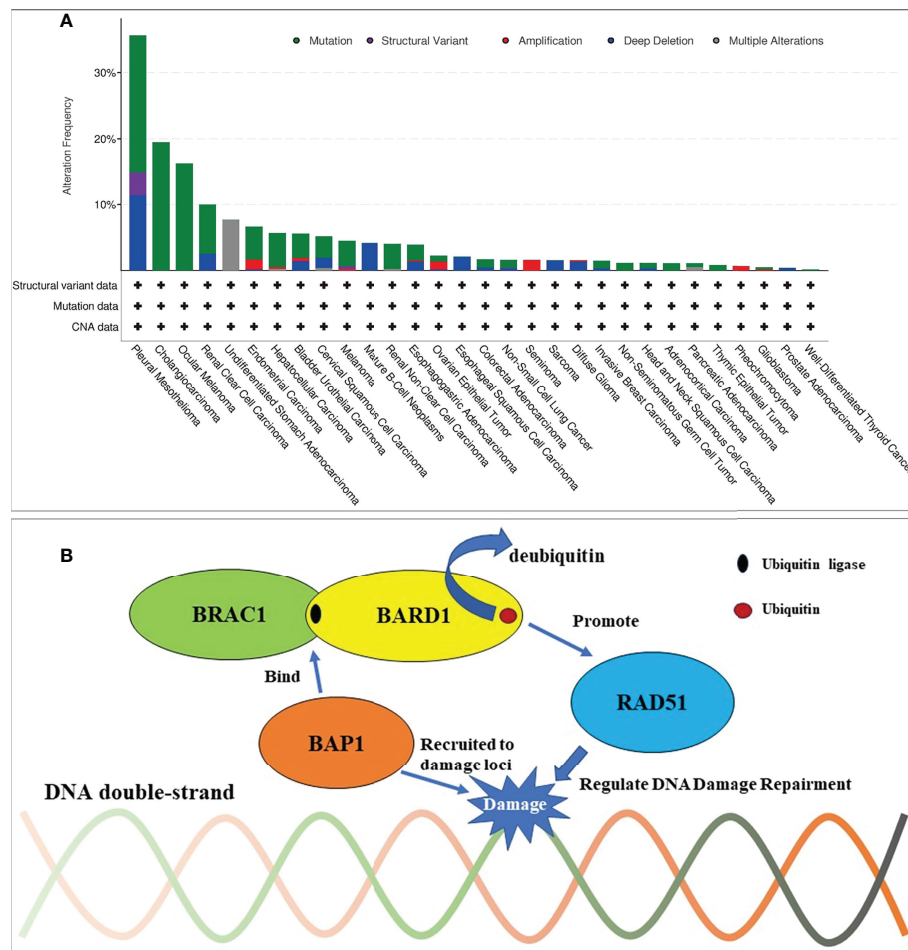 A
Mutation
Structural Variant
Amplification
Deep Deletion
Multiple Alterations
Alteration Frequency
30%
20%
10%
Structural variant data
Mutation data
CNA data
Pleural Mesothelioma
Cholangiocarcinoma
Ocular Melanoma
Renal Clear Cell Carcinoma
Undifferentiated Stomach Adenocarcinoma
Endometrial Carcinoma
Hepatocellular Carcinoma
Bladder Urothelial Carcinoma
Cervical Squamous Cell Carcinoma
Melanoma
Mature B-Cell Neoplasms
Renal Non-Clear Cell Carcinoma
Esophagogastric Adenocarcinoma
Ovarian Epithelial Tumor
Esophageal Squamous Cell Carcinoma
Colorectal Adenocarcinoma
Non-Small Cell Lung Cancer
Seminoma
Sarcoma
Diffuse Glioma
Invasive Breast Carcinoma
Non-Seminomatous Germ Cell Tumor
Head and Neck Squamous Cell Carcinoma
Adrenocortical Carcinoma
Pancreatic Adenocarcinoma
Thymic Epithelial Tumor
Pheochromocytoma
Glioblastoma
Prostate Adenocarcinoma
Well-Differentiated Thyroid Cancer
B
deubiquitin
Ubiquitin ligase
Ubiquitin
BRAC1
BARD1
Promote
Bind
RAD51
BAP1
Recruited to
damage loci
Regulate DNA Damage Repairment
DNA double-strand
Damage